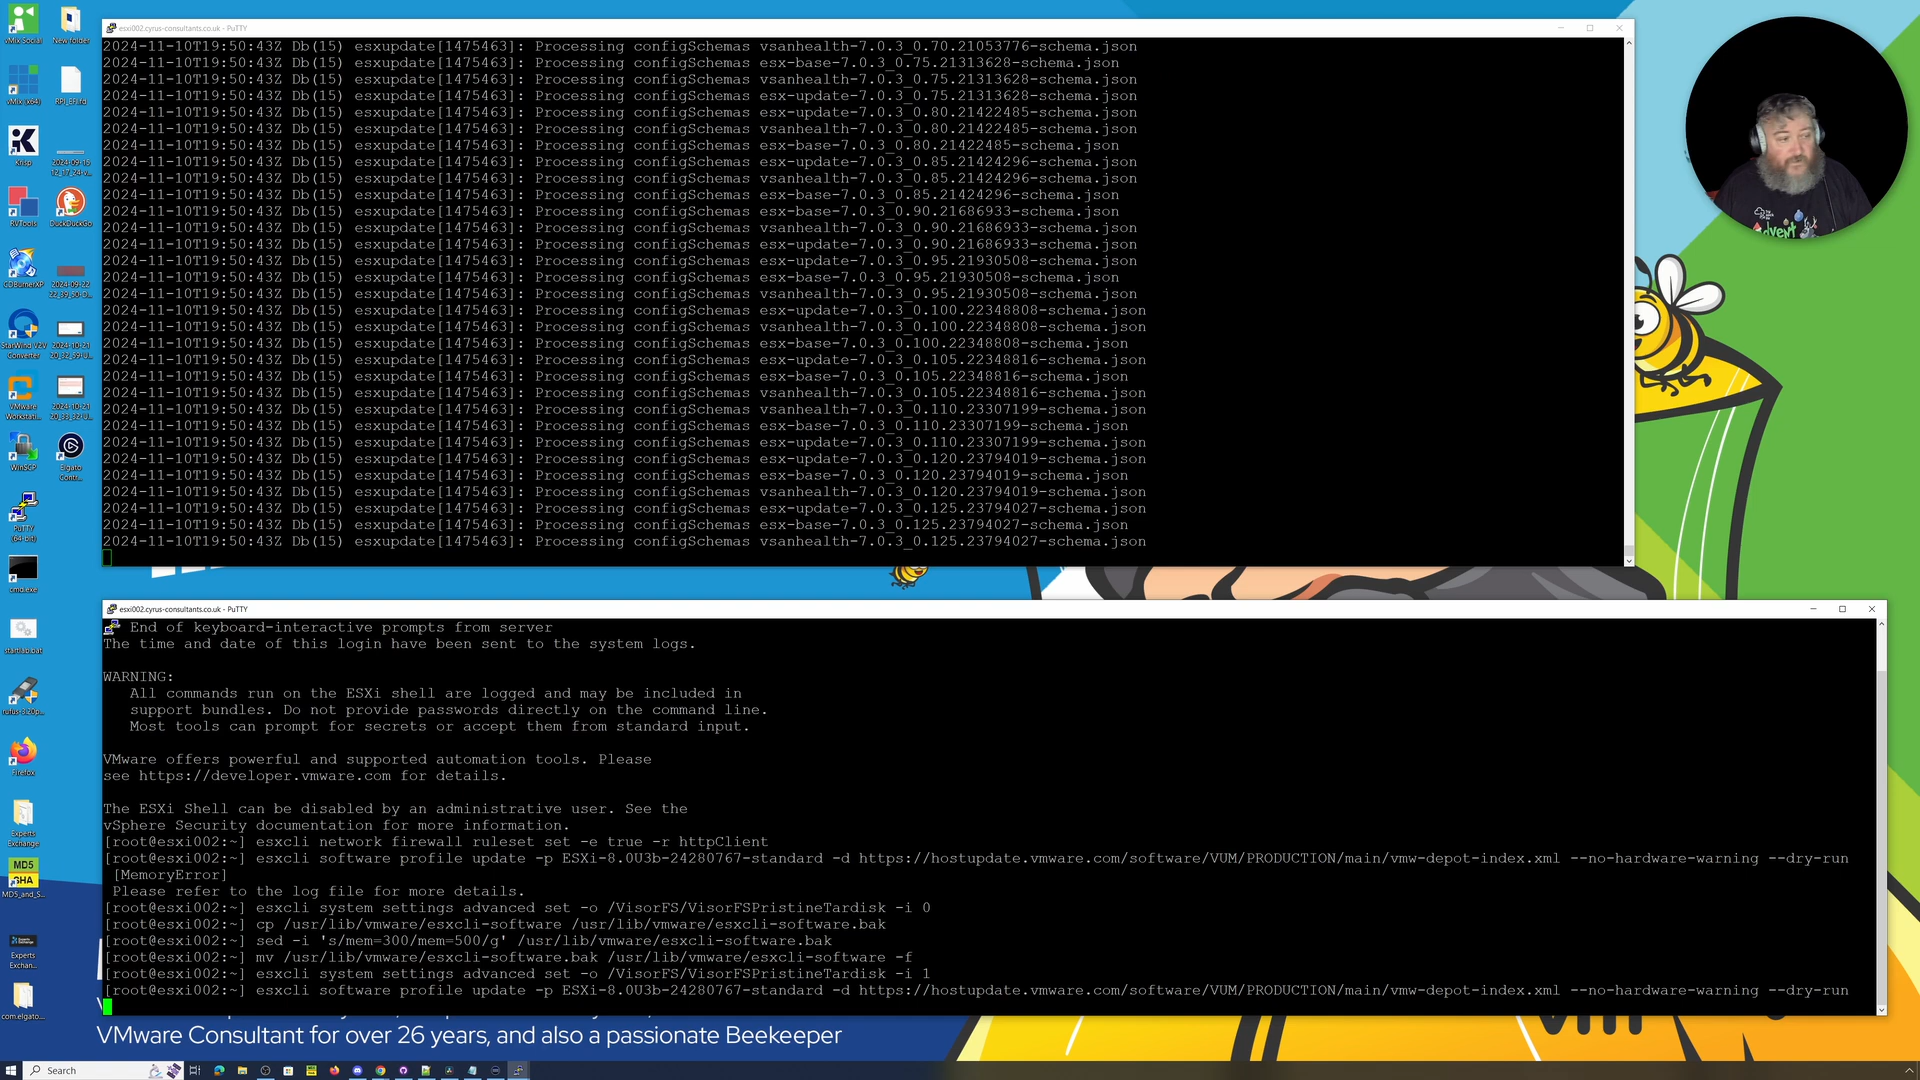 esxi002.cyrus-consultants.co.uk - PuTTY
2024-11-10T19:50:43Z Db(15) esxupdate[1475463]: Processing configSchemas vsanhealth-7.0.3_0.70.21053776-schema.json
2024-11-10T19:50:43Z Db(15) esxupdate[1475463]: Processing configSchemas esx-base-7.0.3_0.75.21313628-schema.json
2024-11-10T19:50:43Z Db(15) esxupdate[1475463]: Processing configSchemas vsanhealth-7.0.3_0.75.21313628-schema.json
2024-11-10T19:50:43Z Db(15) esxupdate[1475463]: Processing configSchemas esx-update-7.0.3_0.75.21313628-schema.json
2024-11-10T19:50:43Z Db(15) esxupdate[1475463]: Processing configSchemas esx-update-7.0.3_0.80.21422485-schema.json
2024-11-10T19:50:43Z Db(15) esxupdate[1475463]: Processing configSchemas vsanhealth-7.0.3_0.80.21422485-schema.json
2024-11-10T19:50:43Z Db(15) esxupdate[1475463]: Processing configSchemas esx-base-7.0.3_0.80.21422485-schema.json
2024-11-10T19:50:43Z Db(15) esxupdate[1475463]: Processing configSchemas esx-update-7.0.3_0.85.21424296-schema.json
2024-11-10T19:50:43Z Db(15) esxupdate[1475463]: Processing configSchemas vsanhealth-7.0.3_0.85.21424296-schema.json
2024-11-10T19:50:43Z Db(15) esxupdate[1475463]: Processing configSchemas esx-base-7.0.3_0.85.21424296-schema.json
2024-11-10T19:50:43Z Db(15) esxupdate[1475463]: Processing configSchemas esx-base-7.0.3_0.90.21686933-schema.json
2024-11-10T19:50:43Z Db(15) esxupdate[1475463]: Processing configSchemas vsanhealth-7.0.3_0.90.21686933-schema.json
2024-11-10T19:50:43Z Db(15) esxupdate[1475463]: Processing configSchemas esx-update-7.0.3_0.90.21686933-schema.json
2024-11-10T19:50:43Z Db(15) esxupdate[1475463]: Processing configSchemas esx-update-7.0.3_0.95.21930508-schema.json
2024-11-10T19:50:43Z Db(15) esxupdate[1475463]: Processing configSchemas esx-base-7.0.3_0.95.21930508-schema.json
2024-11-10T19:50:43Z Db(15) esxupdate[1475463]: Processing configSchemas vsanhealth-7.0.3_0.95.21930508-schema.json
2024-11-10T19:50:43Z Db(15) esxupdate[1475463]: Processing configSchemas esx-update-7.0.3_0.100.22348808-schema.json
2024-11-10T19:50:43Z Db(15) esxupdate[1475463]: Processing configSchemas vsanhealth-7.0.3_0.100.22348808-schema.json
2024-11-10T19:50:43Z Db(15) esxupdate[1475463]: Processing configSchemas esx-base-7.0.3_0.100.22348808-schema.json
2024-11-10T19:50:43Z Db(15) esxupdate[1475463]: Processing configSchemas esx-update-7.0.3_0.105.22348816-schema.json
2024-11-10T19:50:43Z Db(15) esxupdate[1475463]: Processing configSchemas esx-base-7.0.3_0.105.22348816-schema.json
2024-11-10T19:50:43Z Db(15) esxupdate[1475463]: Processing configSchemas vsanhealth-7.0.3_0.105.22348816-schema.json
2024-11-10T19:50:43Z Db(15) esxupdate[1475463]: Processing configSchemas vsanhealth-7.0.3_0.110.23307199-schema.json
2024-11-10T19:50:43Z Db(15) esxupdate[1475463]: Processing configSchemas esx-base-7.0.3_0.110.23307199-schema.json
2024-11-10T19:50:43Z Db(15) esxupdate[1475463]: Processing configSchemas esx-update-7.0.3_0.110.23307199-schema.json
2024-11-10T19:50:43Z Db(15) esxupdate[1475463]: Processing configSchemas esx-update-7.0.3_0.120.23794019-schema.json
2024-11-10T19:50:43Z Db(15) esxupdate[1475463]: Processing configSchemas esx-base-7.0.3_0.120.23794019-schema.json
2024-11-10T19:50:43Z Db(15) esxupdate[1475463]: Processing configSchemas vsanhealth-7.0.3_0.120.23794019-schema.json
2024-11-10T19:50:43Z Db(15) esxupdate[1475463]: Processing configSchemas esx-update-7.0.3_0.125.23794027-schema.json
2024-11-10T19:50:43Z Db(15) esxupdate[1475463]: Processing configSchemas esx-base-7.0.3_0.125.23794027-schema.json
2024-11-10T19:50:43Z Db(15) esxupdate[1475463]: Processing configSchemas vsanhealth-7.0.3_0.125.23794027-schema.json
esxi002.cyrus-consultants.co.uk - PuTTY
End of keyboard-interactive prompts from server
The time and date of this login have been sent to the system logs.
WARNING:
All commands run on the ESXi shell are logged and may be included in
support bundles. Do not provide passwords directly on the command line.
Most tools can prompt for secrets or accept them from standard input.
VMware offers powerful and supported automation tools. Please
see https://developer.vmware.com for details.
The ESXi Shell can be disabled by an administrative user. See the
vSphere Security documentation for more information.
[root@esxi002:~] esxcli network firewall ruleset set -e true -r httpClient
[root@esxi002:~] esxcli software profile update -p ESXi-8.0U3b-24280767-standard -d https://hostupdate.vmware.com/software/VUM/PRODUCTION/main/vmw-depot-index.xml --no-hardware-warning --dry-run
[MemoryError]
Please refer to the log file for more details.
[root@esxi002:~] esxcli system settings advanced set -o /VisorFS/VisorFSPristineTardisk -i 0
[root@esxi002:~] cp /usr/lib/vmware/esxcli-software /usr/lib/vmware/esxcli-software.bak
[root@esxi002:~] sed -i 's/mem=300/mem=500/g' /usr/lib/vmware/esxcli-software.bak
[root@esxi002:~] mv /usr/lib/vmware/esxcli-software.bak /usr/lib/vmware/esxcli-software -f
[root@esxi002:~] esxcli system settings advanced set -o /VisorFS/VisorFSPristineTardisk -i 1
[root@esxi002:~] esxcli software profile update -p ESXi-8.0U3b-24280767-standard -d https://hostupdate.vmware.com/software/VUM/PRODUCTION/main/vmw-depot-index.xml --no-hardware-warning --dry-run
VMware Consultant for over 26 years, and also a passionate Beekeeper
vMix Social
New folder
vMix (x64)
RPI_EFI.fd
Krisp
RVTools
DuckDuckGo
CDBurnerXP
StarWind V2V
Converter
VMware
Workstati...
WinSCP
Elgato
Contr...
PuTTY
(64-bit)
cmd.exe
startlab.bat
Firefox
Experts
Exchange
MD5
SHA
MD5_and_S...
Experts
Exchan...
com.elgato...
advent
Search